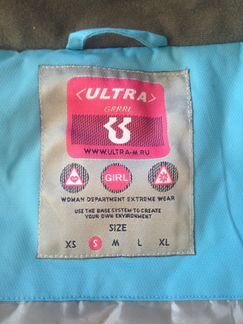 <ULTRA>
GRRRL
WWW.ULTRA-M.RU
GIRL
WOMAN DEPARTMENT EXTREME WEAR
USE THE BASE SYSTEM TO CREATE
YOUR OWN ENVIRONMENT
SIZE
XS S M L XL